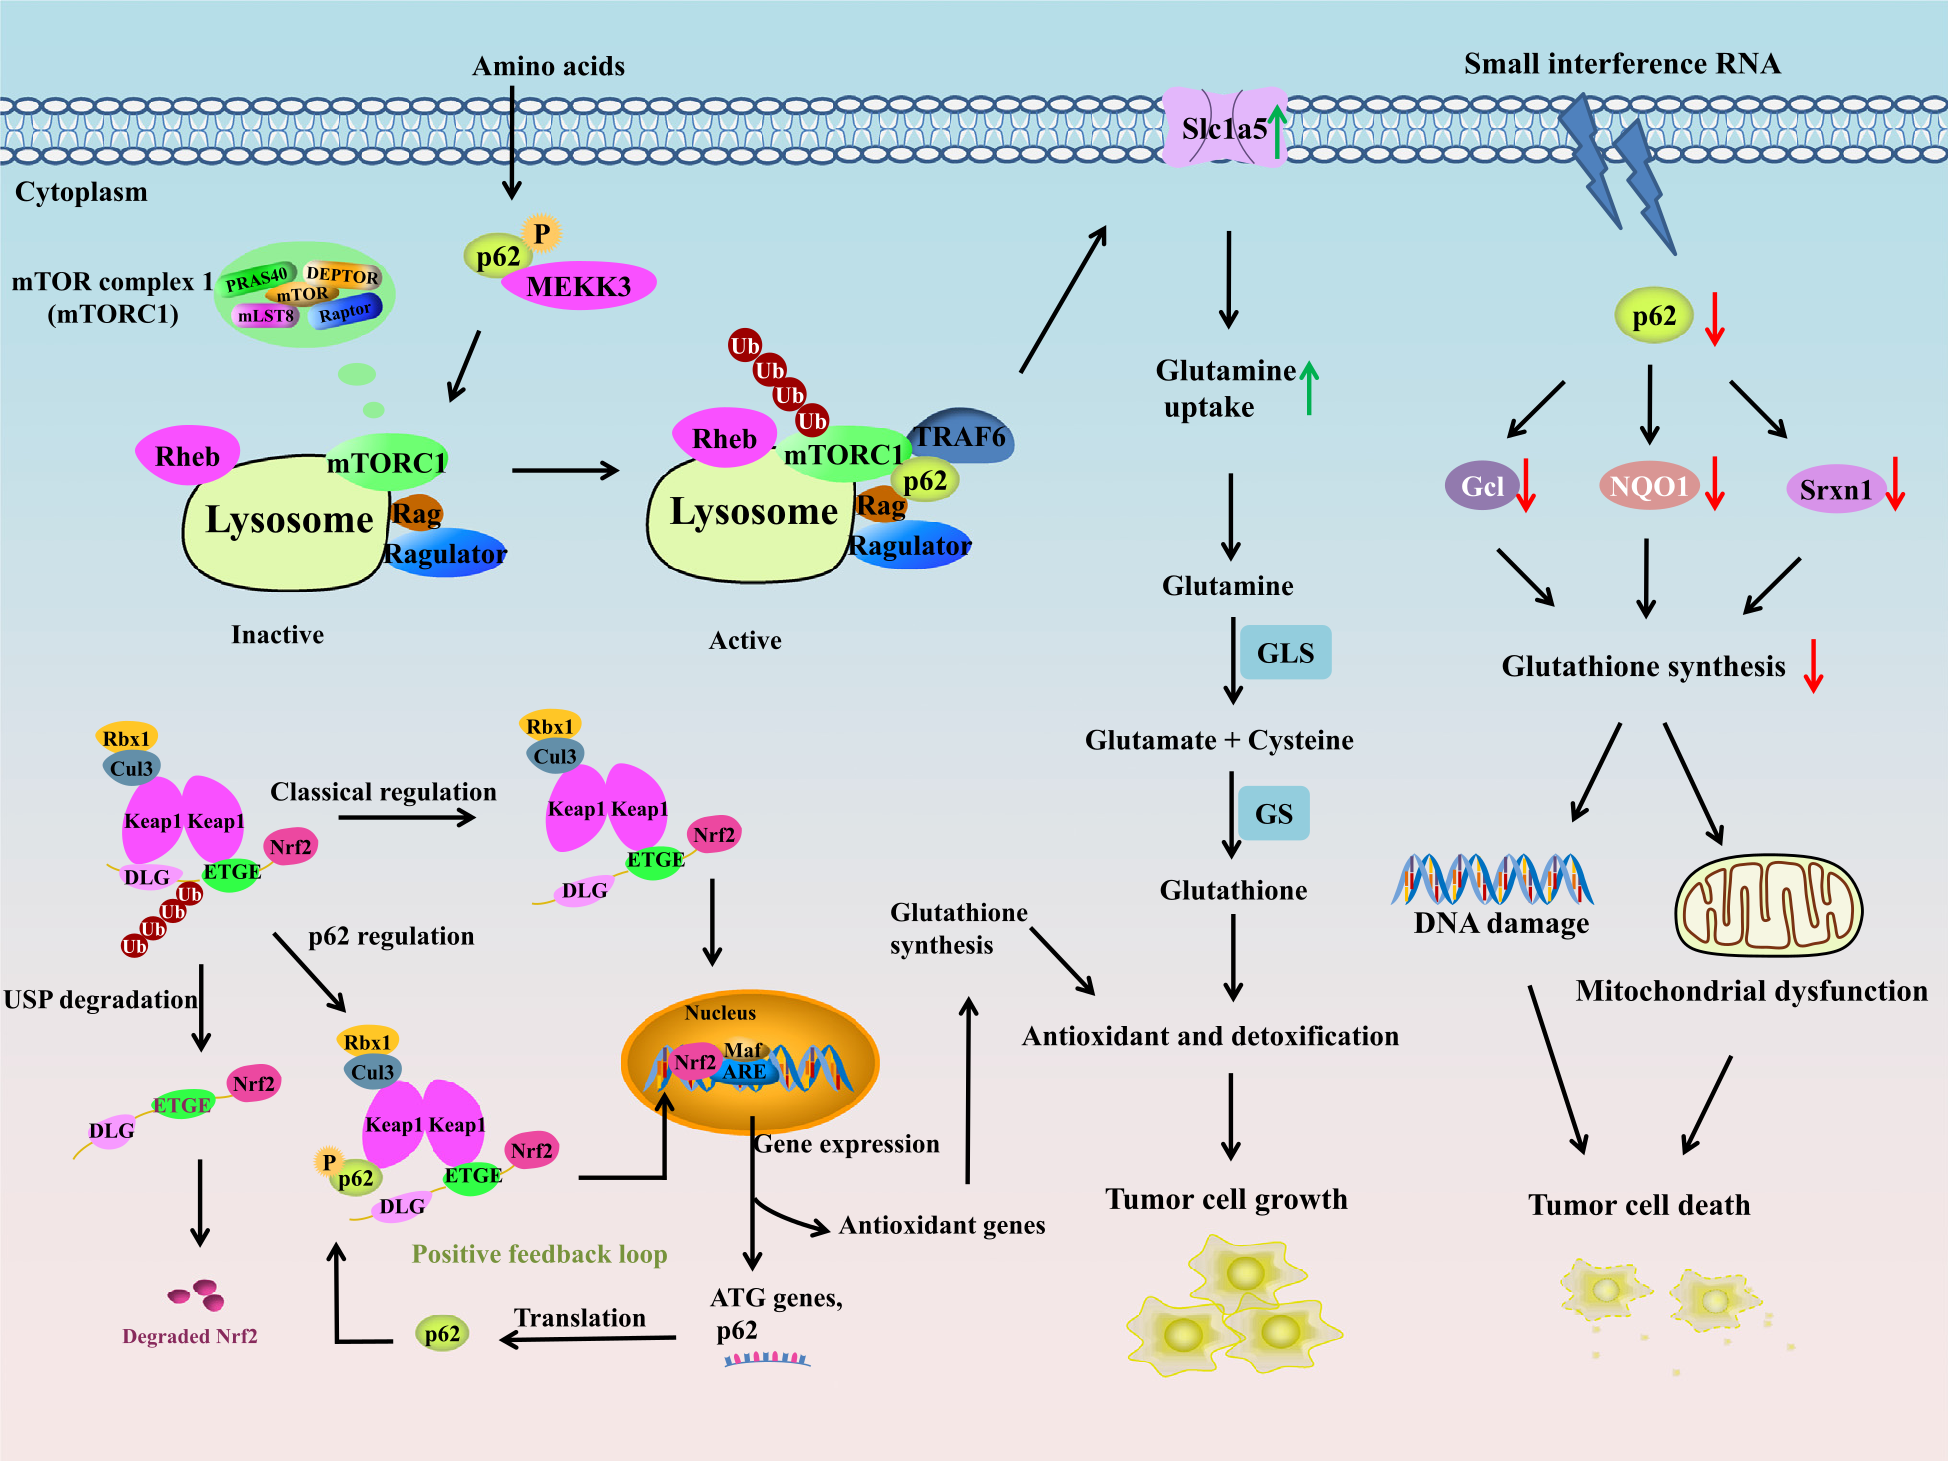 Amino acids
Small interference RNA
Slc1a5
Cytoplasm
P
p62
MEKK3
mTOR complex 1
(mTORC1)
PRAS40
DEPTOR
mTOR
mLST8
Raptor
p62
Ub
Ub
Ub
Ub
Glutamine
uptake
Rheb
mTORC1
Lysosome
Rag
Ragulator
Inactive
Rheb
mTORC1
TRAF6
p62
Lysosome
Rag
Ragulator
Active
Gcl
NQO1
Srxn1
Glutamine
GLS
Glutathione synthesis
Glutamate + Cysteine
GS
Glutathione
Rbx1
Cul3
Keap1
Keap1
Nrf2
DLG
ETGE
Ub
Ub
Ub
Ub
Classical regulation
Rbx1
Cul3
Keap1
Keap1
Nrf2
ETGE
DLG
p62 regulation
USP degradation
Glutathione
synthesis
DNA damage
Mitochondrial dysfunction
Nucleus
Nrf2
Maf
ARE
Antioxidant and detoxification
Rbx1
Cul3
Keap1
Keap1
Nrf2
P
p62
ETGE
DLG
Nrf2
ETGE
DLG
Gene expression
Antioxidant genes
Tumor cell growth
Tumor cell death
Positive feedback loop
ATG genes,
p62
Translation
p62
Degraded Nrf2